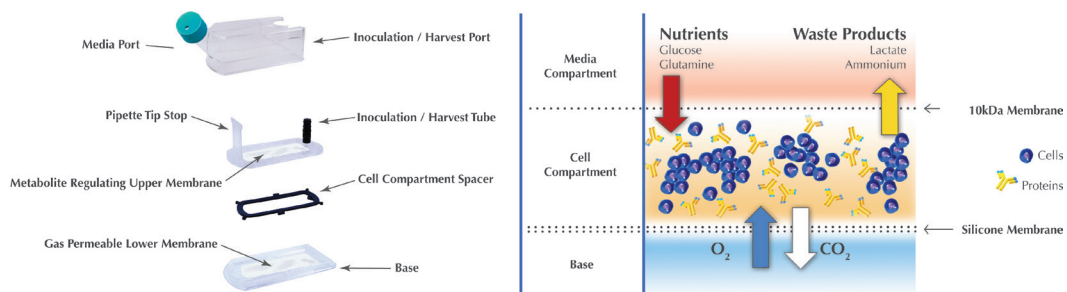 Media Port
Inoculation / Harvest Port
Pipette Tip Stop
Inoculation / Harvest Tube
Metabolite Regulating Upper Membrane
Cell Compartment Spacer
Gas Permeable Lower Membrane
Base
Media
Compartment
Cell
Compartment
Base
Nutrients
Glucose
Glutamine
Waste Products
Lactate
Ammonium
10kDa Membrane
Cells
Proteins
Silicone Membrane
O₂
CO₂